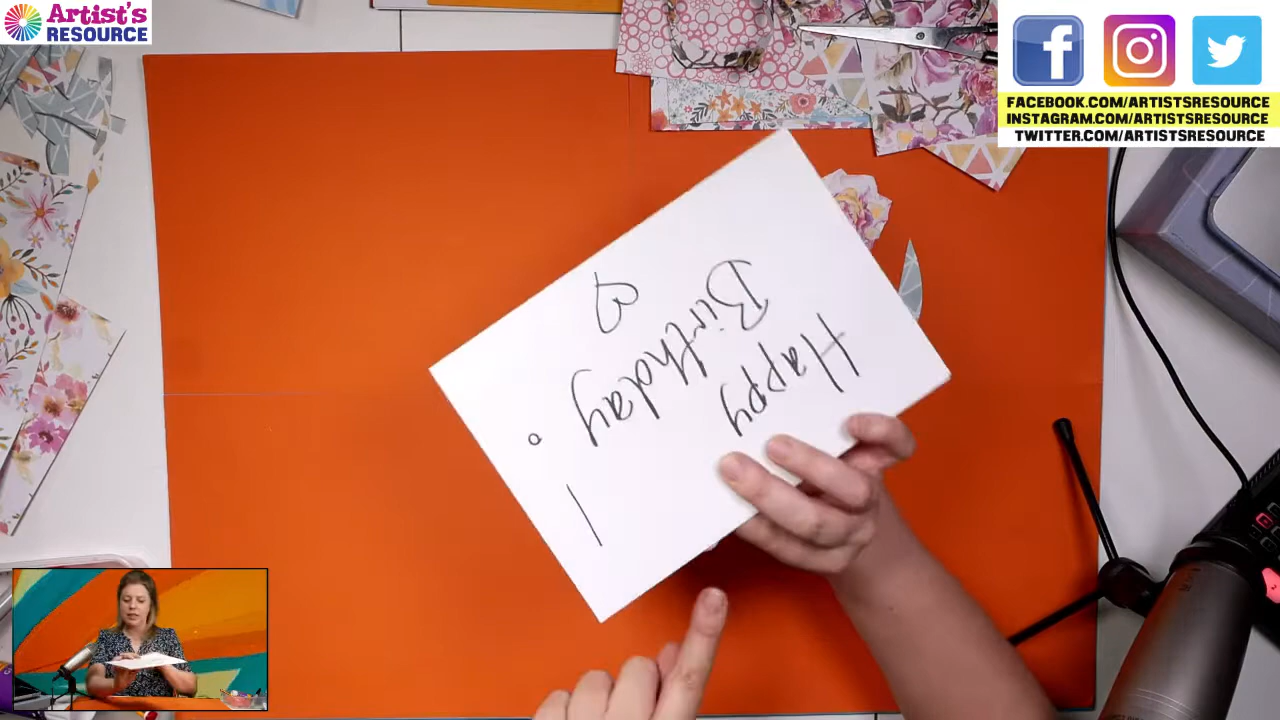 Artist's
RESOURCE
FACEBOOK.COM/ARTISTSRESOURCE
INSTAGRAM.COM/ARTISTSRESOURCE
TWITTER.COM/ARTISTSRESOURCE
Happy
Birthday
!